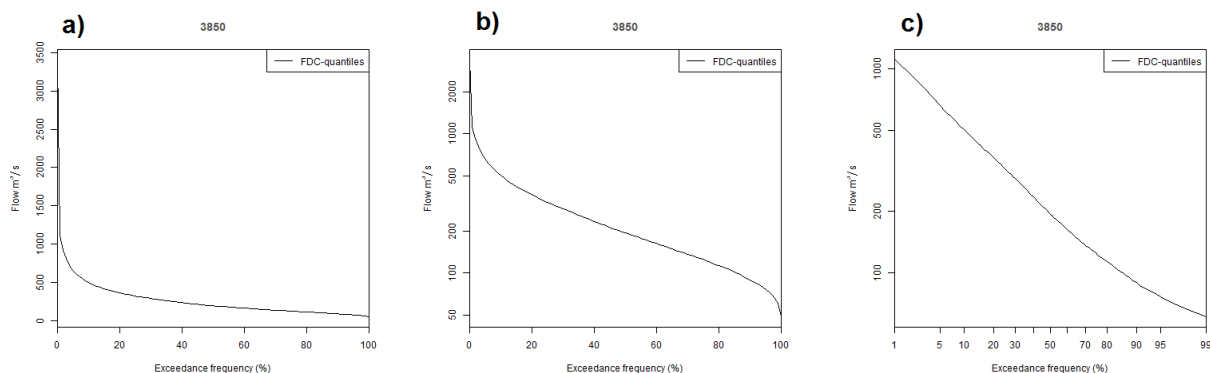 a)
3850
FDC-quantiles
3500
3000
2500
2000
1500
1000
500
0
Flow m³/s
0 20 40 60 80 100
Exceedance frequency (%)
b)
3850
FDC-quantiles
2000
1000
500
200
100
50
Flow m³/s
0 20 40 60 80 100
Exceedance frequency (%)
c)
3850
FDC-quantiles
1000
500
200
100
Flow m³/s
1 5 10 20 30 50 70 80 90 95 99
Exceedance frequency (%)